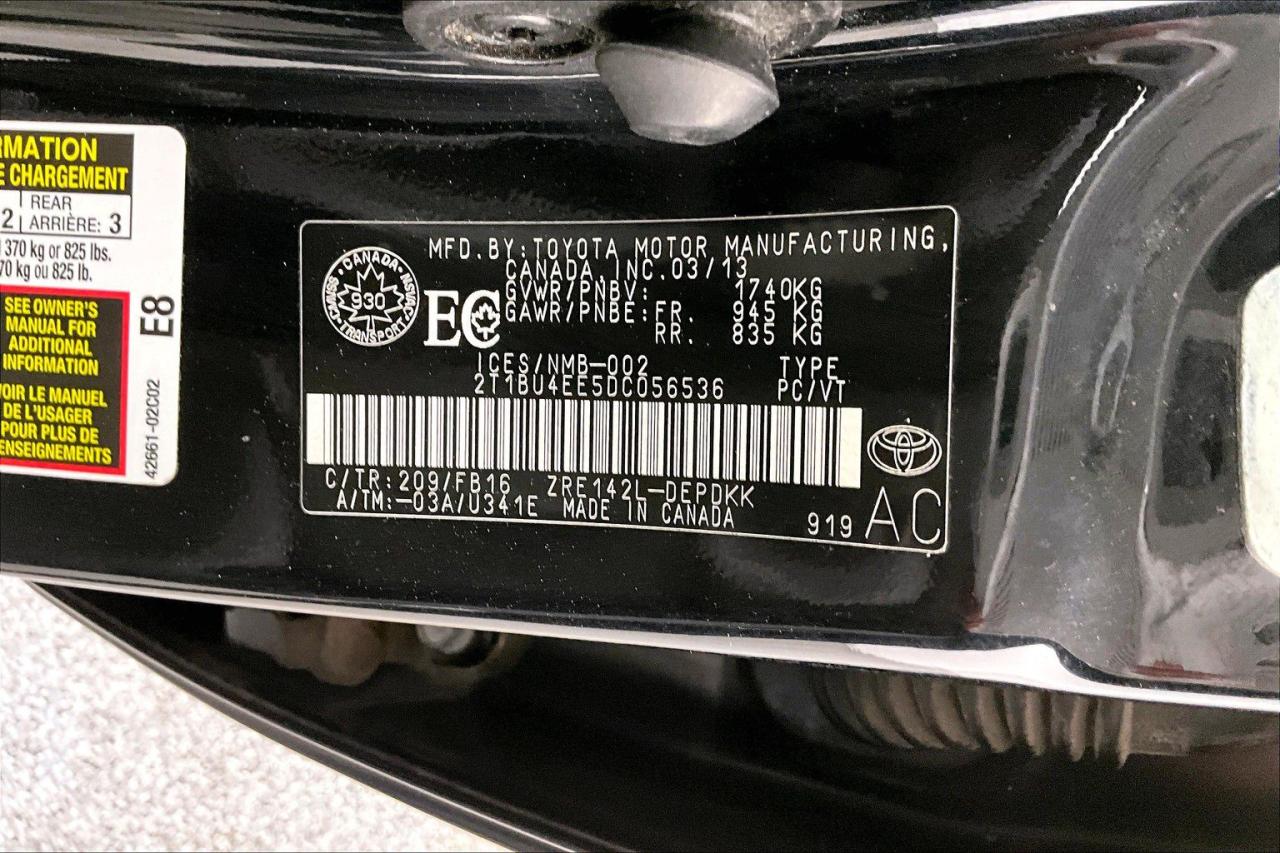 RMATION
E CHARGEMENT
2 REAR
ARRIÈRE: 3
370 kg or 825 lbs.
70 kg ou 825 lb.
SEE OWNER'S
MANUAL FOR
ADDITIONAL
INFORMATION
OIR LE MANUEL
DE L'USAGER
POUR PLUS DE
ENSEIGNEMENTS
E8
42661-02C02
MFD.BY:TOYOTA MOTOR MANUFACTURING,
CANADA,INC.03/13
GVWR/PNBV: 1740KG
GAWR/PNBE:FR. 945 KG
RR. 835 KG
CANADA
930
TRANSPORT
EC
ICES/NMB-002 TYPE
2T1BU4EE5DC056536 PC/VT
C/TR:209/FB16 ZRE142L-DEPDKK
A/TM:-03A/U341E MADE IN CANADA
919 AC